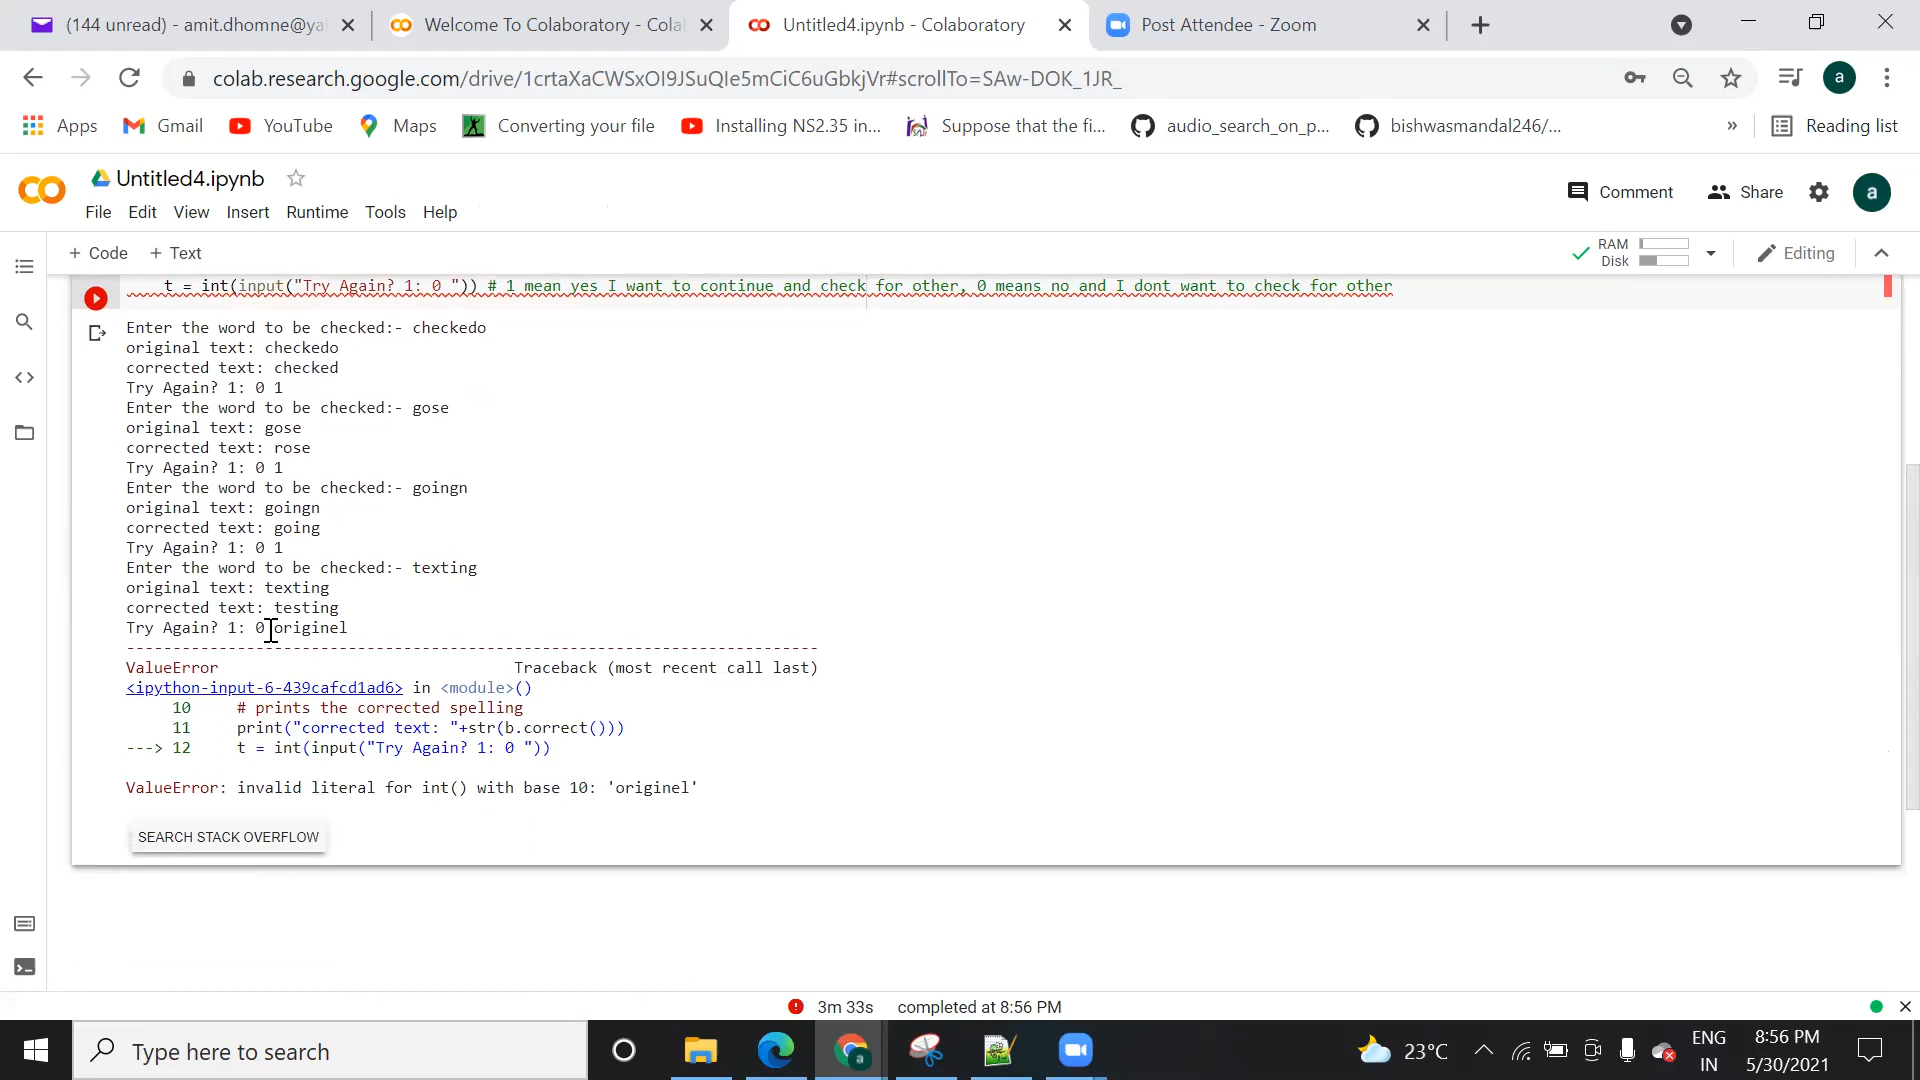 (144 unread) - amit.dhomne@ya
Welcome To Colaboratory - Cola
Untitled4.ipynb - Colaboratory
Post Attendee - Zoom
colab.research.google.com/drive/1crtaXaCWSxOI9JSuQIe5mCiC6uGbkjVr#scrollTo=SAw-DOK_1JR_
a
Apps
Gmail
YouTube
Maps
Converting your file
Installing NS2.35 in...
Suppose that the fi...
audio_search_on_p...
bishwasmandal246/...
»
Reading list
Untitled4.ipynb
Comment
Share
a
File Edit View Insert Runtime Tools Help
+ Code + Text
RAM
Disk
Editing
t = int(input("Try Again? 1: 0 ")) # 1 mean yes I want to continue and check for other, 0 means no and I dont want to check for other
Enter the word to be checked:- checkedo
original text: checkedo
corrected text: checked
Try Again? 1: 0 1
Enter the word to be checked:- gose
original text: gose
corrected text: rose
Try Again? 1: 0 1
Enter the word to be checked:- goingn
original text: goingn
corrected text: going
Try Again? 1: 0 1
Enter the word to be checked:- texting
original text: texting
corrected text: testing
Try Again? 1: 0 originel
---------------------------------------------------------------------------
ValueError Traceback (most recent call last)
<ipython-input-6-439cafcd1ad6> in <module>()
10 # prints the corrected spelling
11 print("corrected text: "+str(b.correct()))
---> 12 t = int(input("Try Again? 1: 0 "))
ValueError: invalid literal for int() with base 10: 'originel'
SEARCH STACK OVERFLOW
3m 33s completed at 8:56 PM
Type here to search
a
23°C
ENG
IN
8:56 PM
5/30/2021